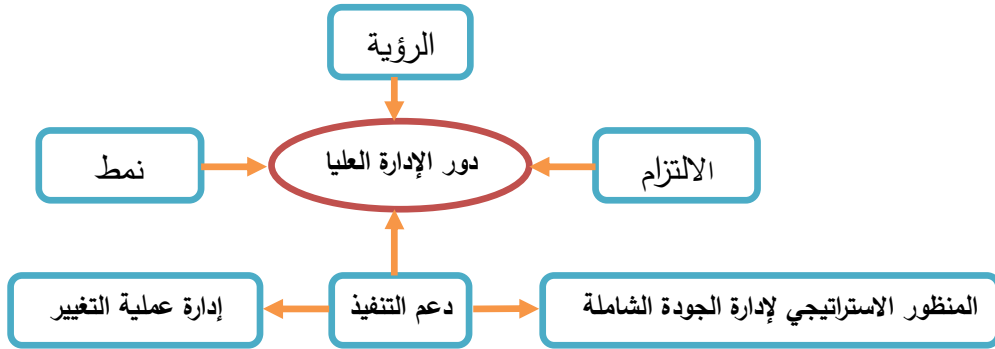 الرؤية
الالتزام
دور الإدارة العليا
نمط
المنظور الاستراتيجي لإدارة الجودة الشاملة
دعم التنفيذ
إدارة عملية التغيير